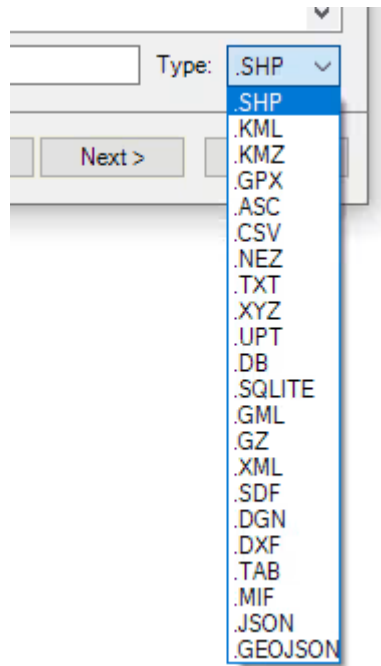 Type: .SHP
.SHP
.KML
Next >
.KMZ
.GPX
.ASC
.CSV
.NEZ
.TXT
.XYZ
.UPT
.DB
.SQLITE
.GML
.GZ
.XML
.SDF
.DGN
.DXF
.TAB
.MIF
.JSON
.GEOJSON